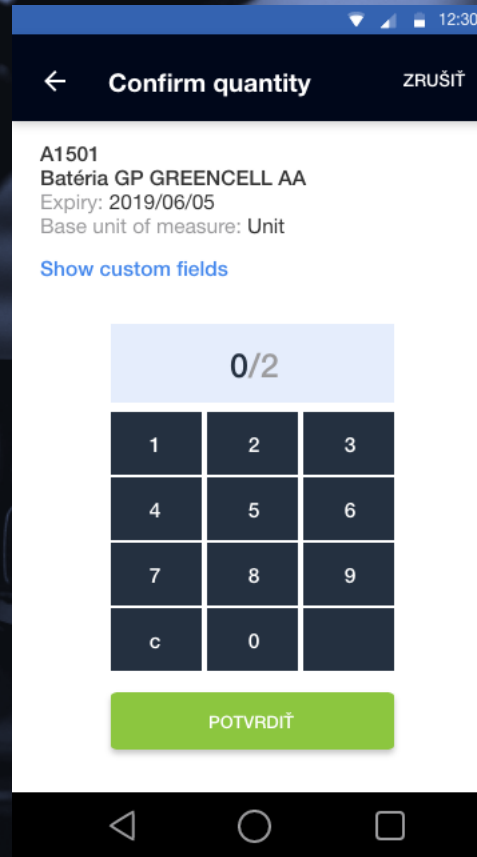 12:30
Confirm quantity ZRUŠIŤ
A1501
Batéria GP GREENCELL AA
Expiry: 2019/06/05
Base unit of measure: Unit
Show custom fields
0/2
1 2 3
4 5 6
7 8 9
c 0
POTVRDIŤ